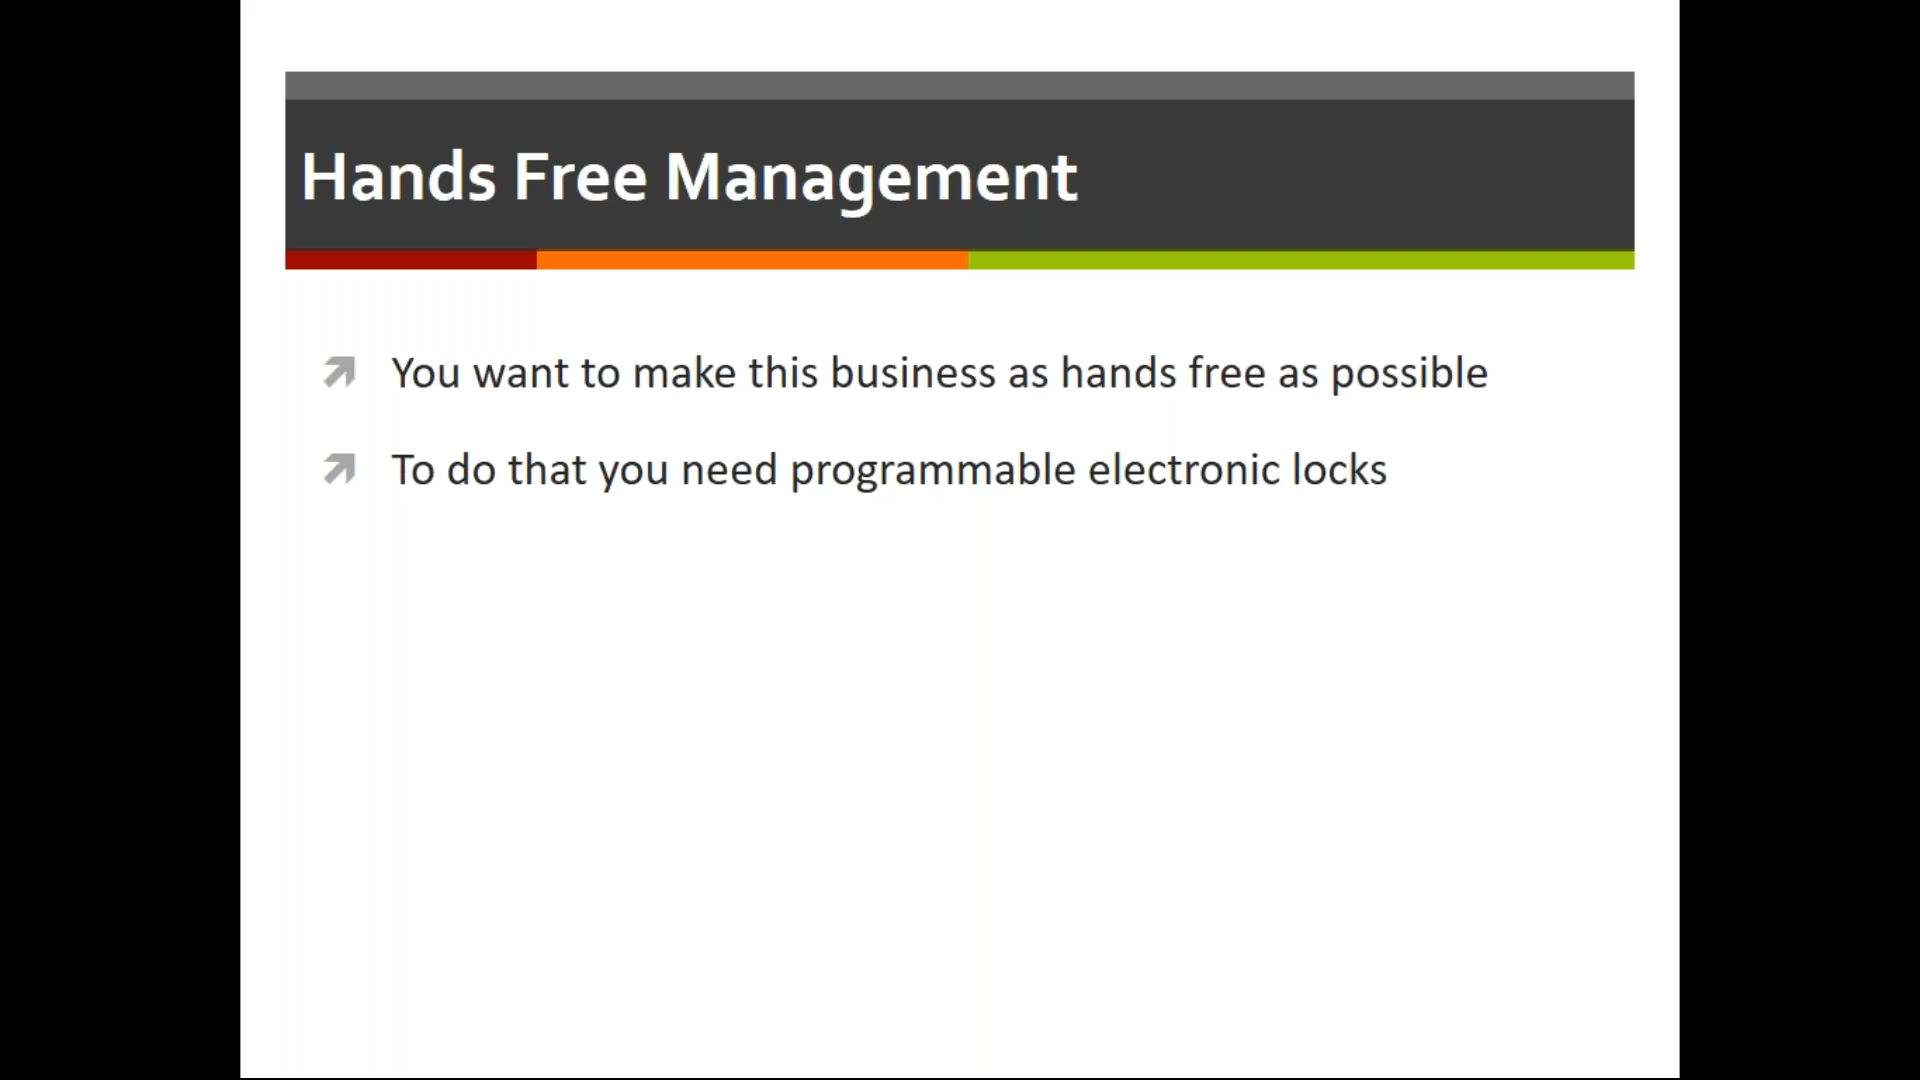 Hands Free Management
You want to make this business as hands free as possible
To do that you need programmable electronic locks